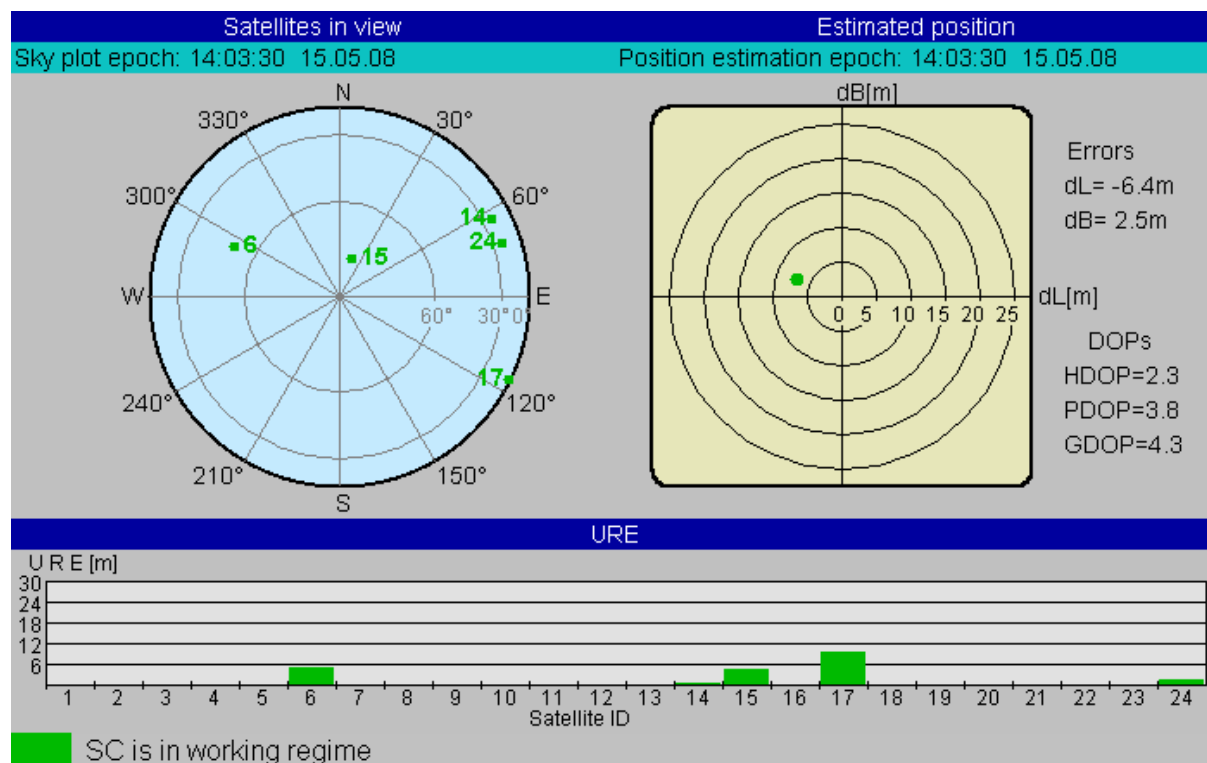 Satellites in view
Estimated position
Sky plot epoch: 14:03:30 15.05.08
Position estimation epoch: 14:03:30 15.05.08
N
330°
30°
300°
60°
14
24
6
15
W
E
60°
30°
0°
17
240°
120°
210°
150°
S
dB[m]
dL[m]
0 5 10 15 20 25
Errors
dL= -6.4m
dB= 2.5m
DOPs
HDOP=2.3
PDOP=3.8
GDOP=4.3
URE
U R E [m]
30
24
18
12
6
1 2 3 4 5 6 7 8 9 10 11 12 13 14 15 16 17 18 19 20 21 22 23 24
Satellite ID
SC is in working regime